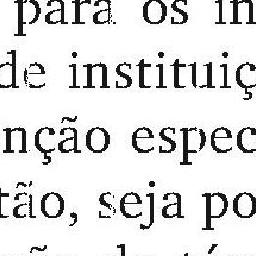 para os in
de instituiç
nção espec
tão, seja po